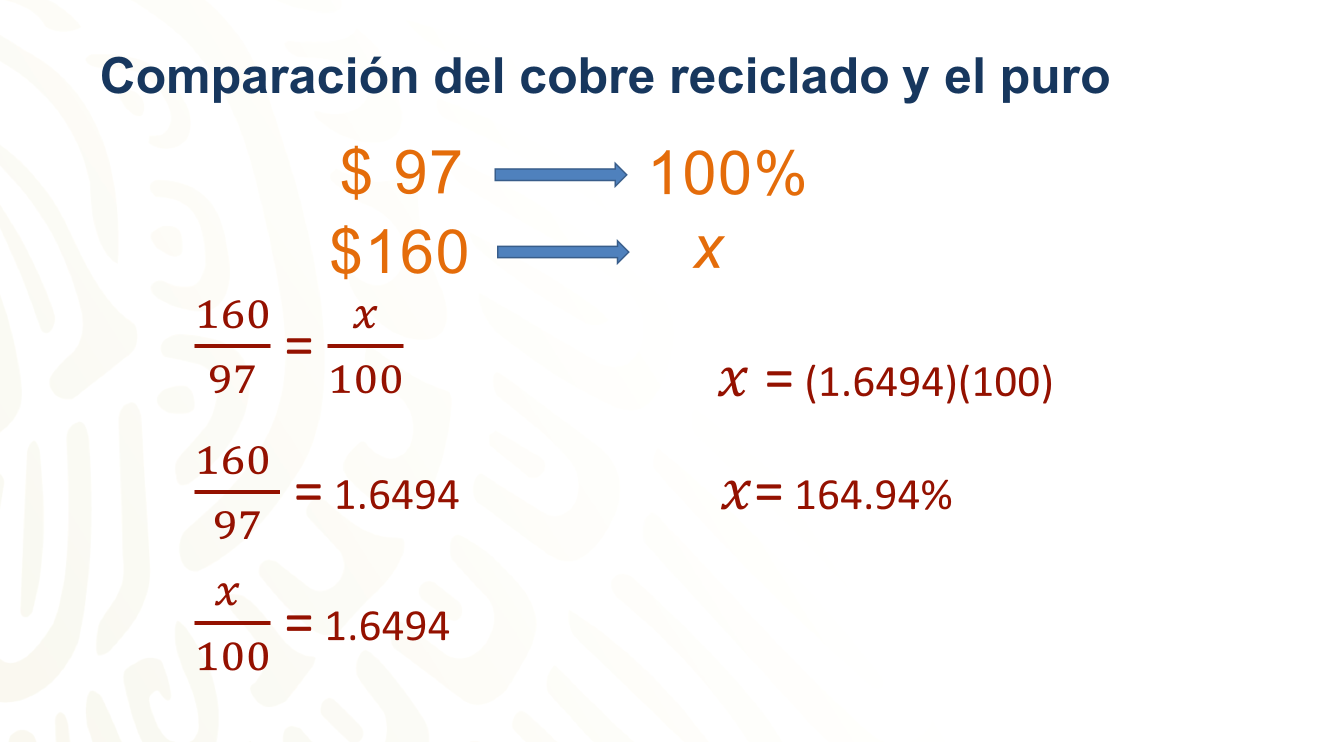 Comparación del cobre reciclado y el puro
$ 97 100%
$160 x
160/97 = x/100
x = (1.6494)(100)
160/97 = 1.6494
x= 164.94%
x/100 = 1.6494